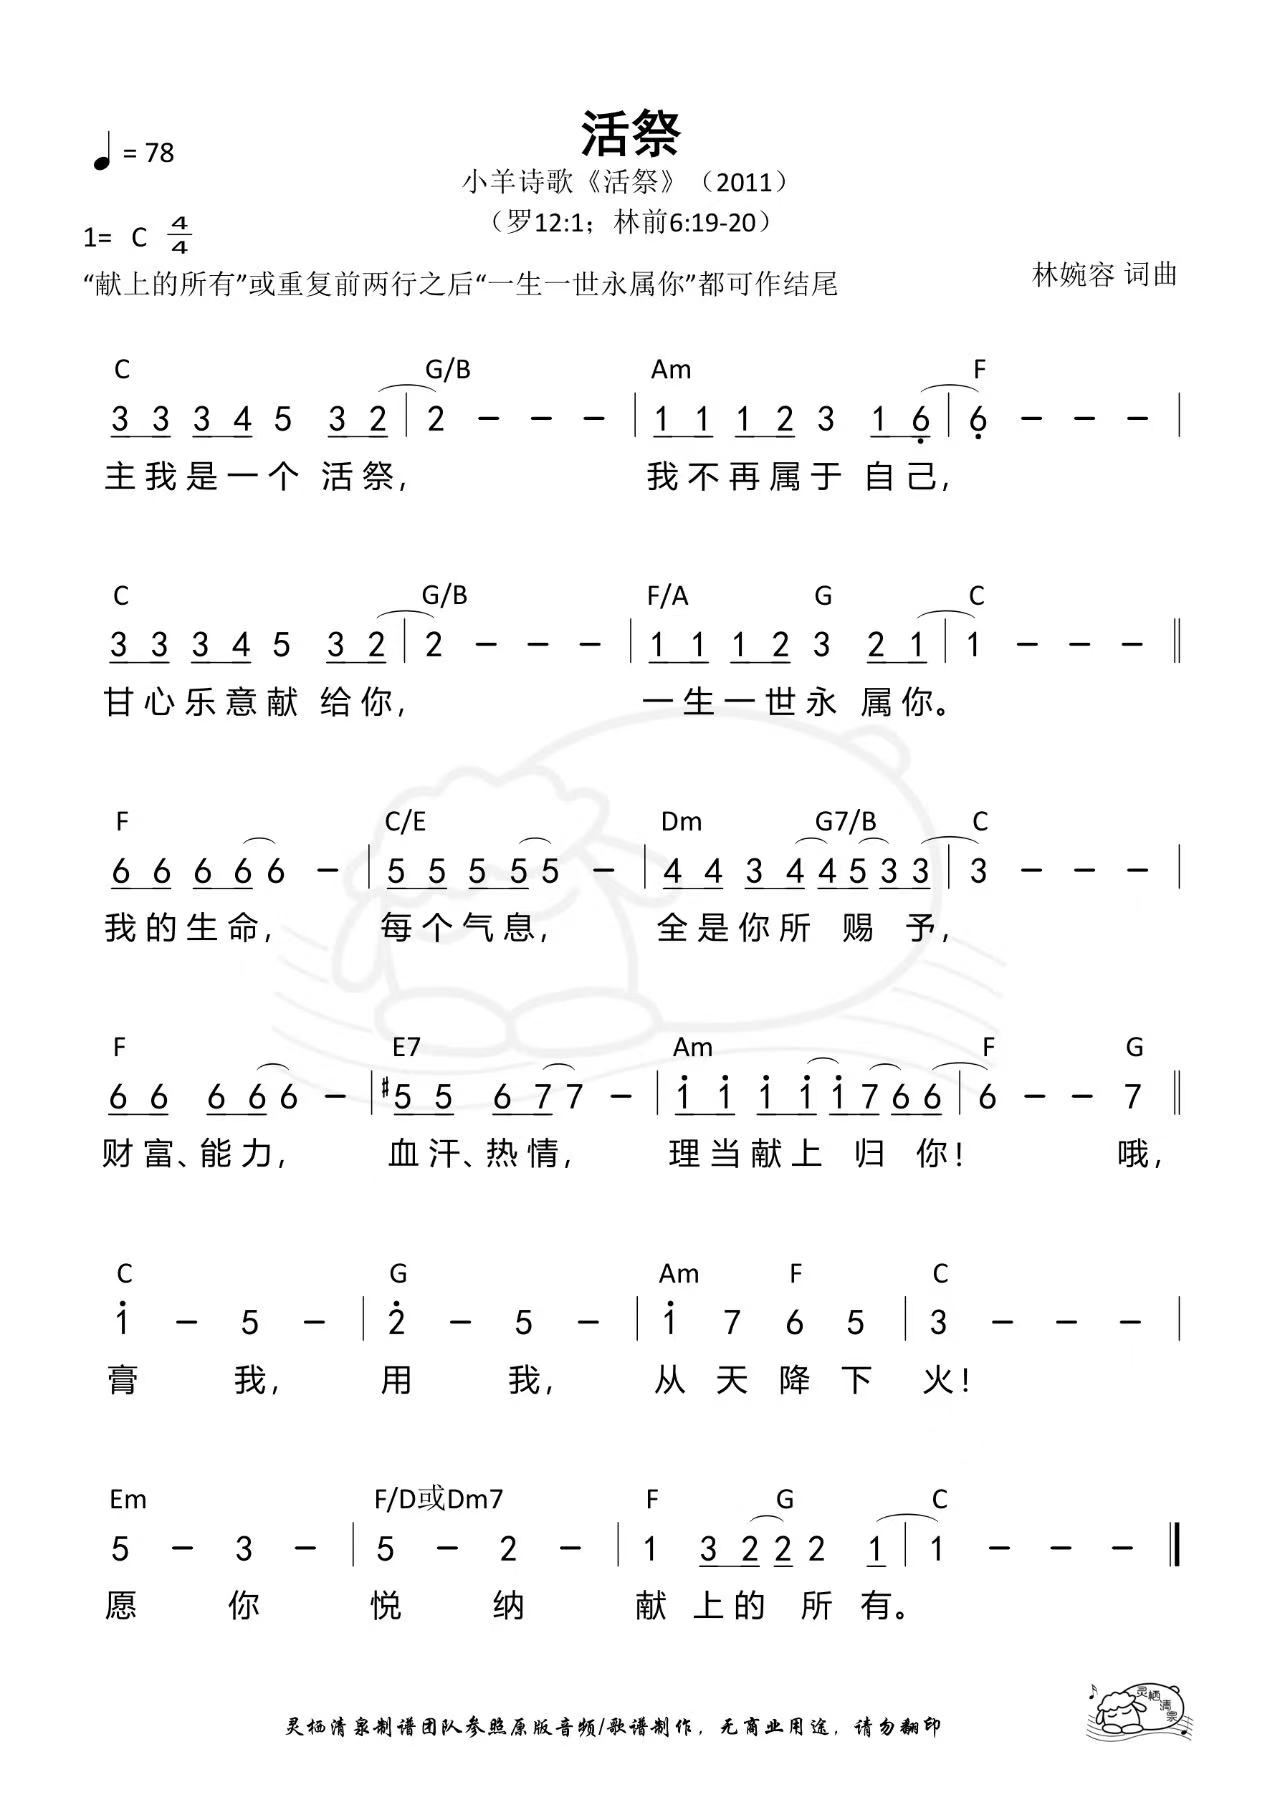 ♩= 78
活祭
小羊诗歌《活祭》（2011）
（罗12:1；林前6:19-20）
1= C 4/4
“献上的所有”或重复前两行之后“一生一世永属你”都可作结尾
林婉容 词曲
C G/B Am F
3 3 3 4 5 3 2 | 2 – – – | 1 1 1 2 3 1 6̣ | 6̣ – – – |
主我是一个 活祭， 我不再属于 自己，
C G/B F/A G C
3 3 3 4 5 3 2 | 2 – – – | 1 1 1 2 3 2 1 | 1 – – – ‖
甘心乐意献 给你， 一生一世永 属你。
F C/E Dm G7/B C
6 6 6 6 6 – | 5 5 5 5 5 – | 4 4 3 4 4 5 3 3 | 3 – – – |
我的生命， 每个气息， 全是你所 赐 予，
F E7 Am F G
6 6 6 6 6 – | #5 5 6 7 7 – | 1̇ 1̇ 1̇ 1̇ 1̇ 7 6 6 | 6 – – 7 ‖
财富、能力， 血汗、热情， 理当献上 归 你！ 哦，
C G Am F C
1̇ – 5 – | 2̇ – 5 – | 1̇ 7 6 5 | 3 – – – |
膏 我， 用 我， 从天降下 火！
Em F/D或Dm7 F G C
5 – 3 – | 5 – 2 – | 1 3 2 2 2 1 | 1 – – – ‖
愿 你 悦 纳 献 上的 所 有。
灵栖清泉制谱团队参照原版音频/歌谱制作，无商业用途，请勿翻印
灵栖清泉